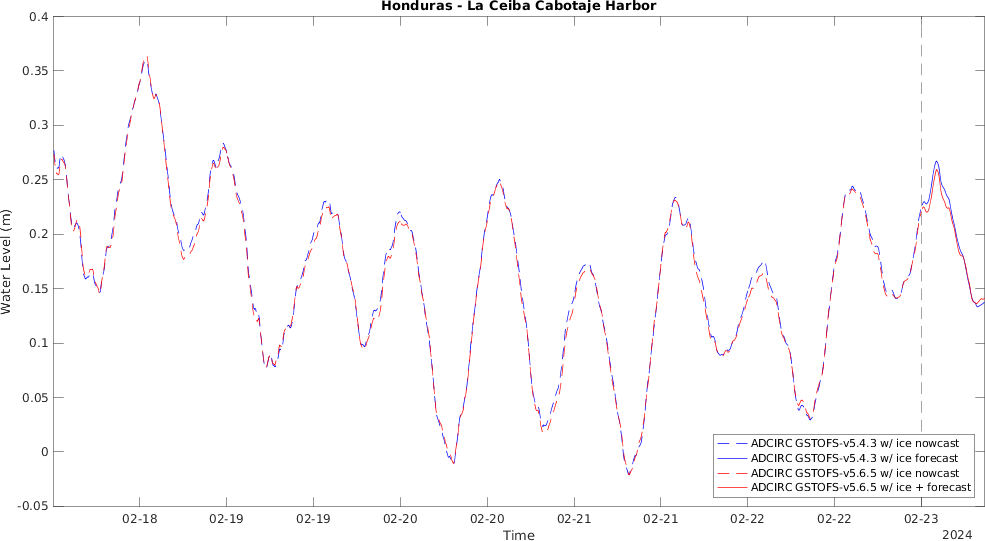 Honduras - La Ceiba Cabotaje Harbor
0.4
0.35
0.3
0.25
0.2
0.15
0.1
0.05
0
-0.05
Water Level (m)
ADCIRC GSTOFS-v5.4.3 w/ ice nowcast
ADCIRC GSTOFS-v5.4.3 w/ ice forecast
ADCIRC GSTOFS-v5.6.5 w/ ice nowcast
ADCIRC GSTOFS-v5.6.5 w/ ice + forecast
02-18 02-19 02-19 02-20 02-20 02-21 02-21 02-22 02-22 02-23
Time
2024